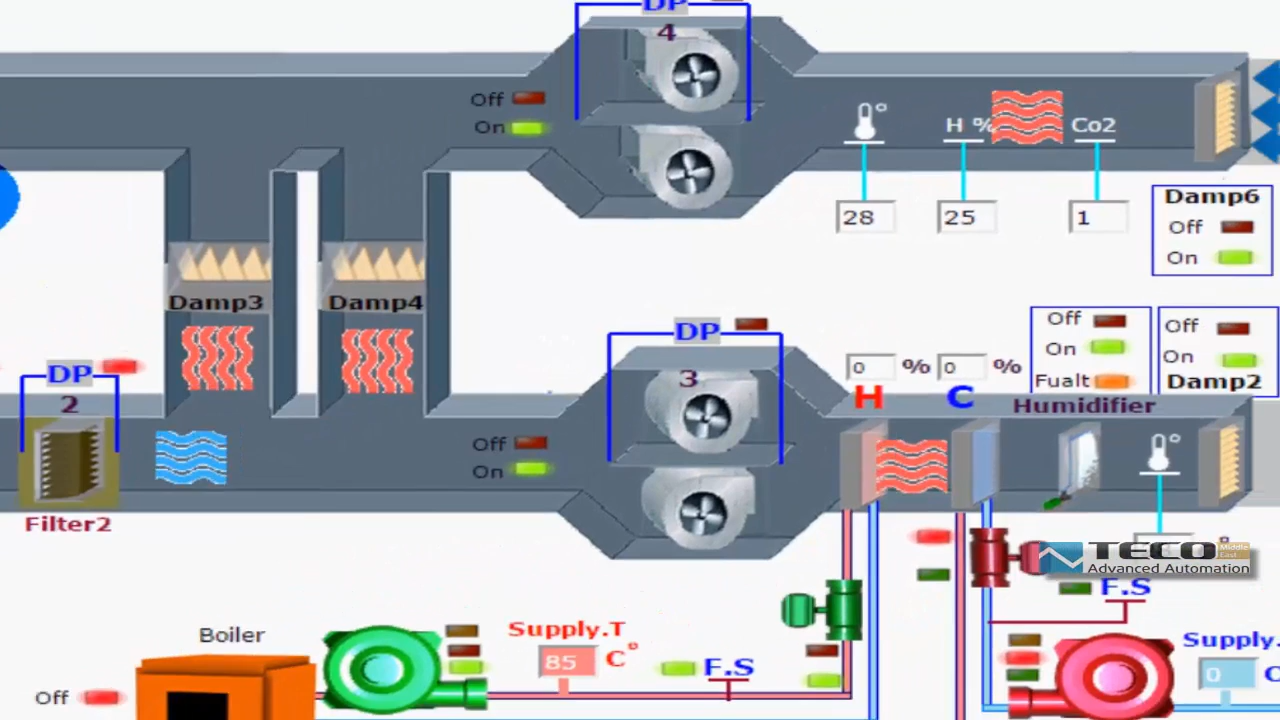 DP
4
Off
On
H %
Co2
28
25
1
Damp6
Off
On
Damp3
Damp4
DP
3
Off
On
Fualt
Off
On
Damp2
0 %
0 %
H
C
Humidifier
DP
2
Off
On
Filter2
TECO Middle East
Advanced Automation
F.S
Boiler
Supply.T
85 C°
F.S
Supply.
0
Off